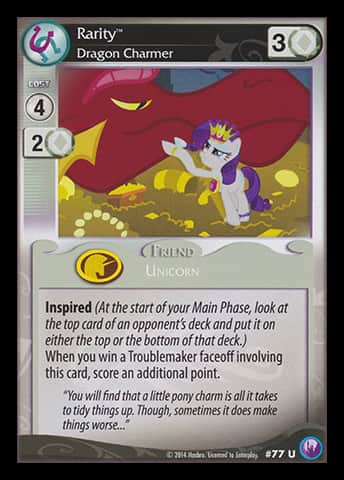 Rarity™
Dragon Charmer
3
COST
4
2
FRIEND
UNICORN
Inspired (At the start of your Main Phase, look at
the top card of an opponent's deck and put it on
either the top or the bottom of that deck.)
When you win a Troublemaker faceoff involving
this card, score an additional point.
"You will find that a little pony charm is all it takes
to tidy things up. Though, sometimes it does make
things worse..."
© 2014 Hasbro. Licensed to Enterplay.
#77 U